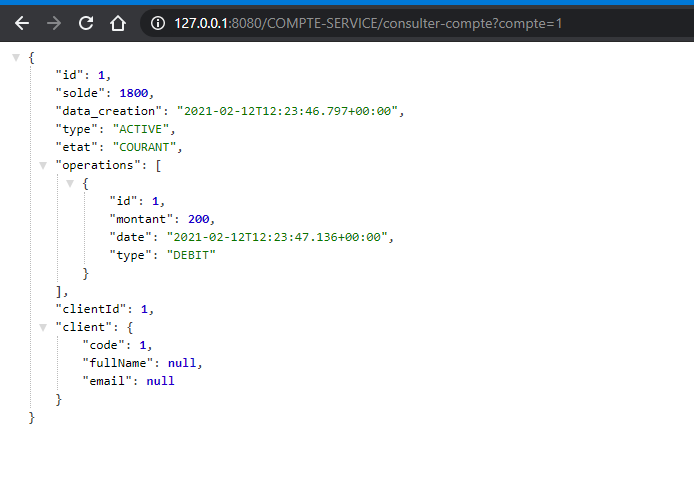 127.0.0.1:8080/COMPTE-SERVICE/consulter-compte?compte=1
{
"id": 1,
"solde": 1800,
"data_creation": "2021-02-12T12:23:46.797+00:00",
"type": "ACTIVE",
"etat": "COURANT",
"operations": [
{
"id": 1,
"montant": 200,
"date": "2021-02-12T12:23:47.136+00:00",
"type": "DEBIT"
}
],
"clientId": 1,
"client": {
"code": 1,
"fullName": null,
"email": null
}
}